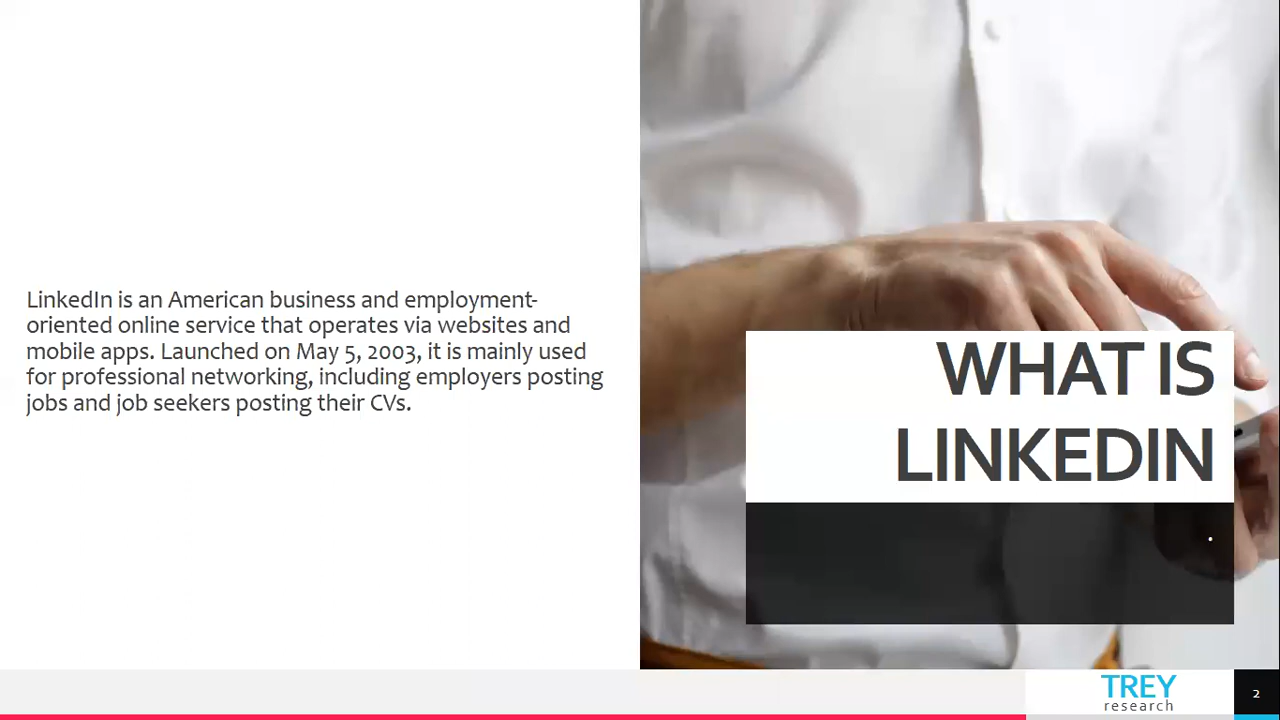 LinkedIn is an American business and employment-
oriented online service that operates via websites and
mobile apps. Launched on May 5, 2003, it is mainly used
for professional networking, including employers posting
jobs and job seekers posting their CVs.
WHAT IS
LINKEDIN
.
TREY
research
2